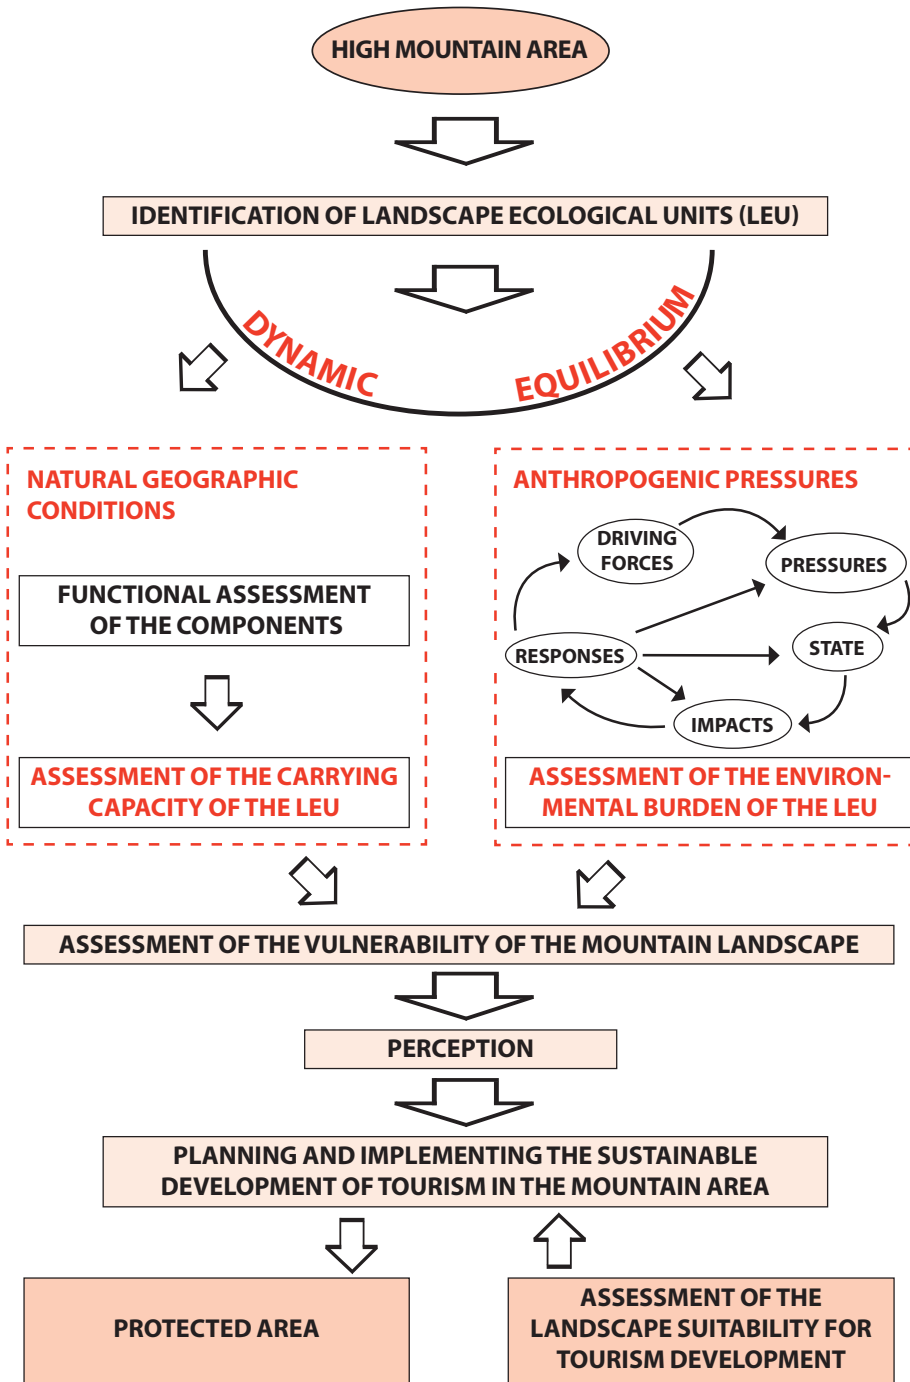 HIGH MOUNTAIN AREA
IDENTIFICATION OF LANDSCAPE ECOLOGICAL UNITS (LEU)
DYNAMIC
EQUILIBRIUM
NATURAL GEOGRAPHIC
CONDITIONS
FUNCTIONAL ASSESSMENT
OF THE COMPONENTS
ASSESSMENT OF THE CARRYING
CAPACITY OF THE LEU
ANTHROPOGENIC PRESSURES
DRIVING
FORCES
PRESSURES
RESPONSES
STATE
IMPACTS
ASSESSMENT OF THE ENVIRON-
MENTAL BURDEN OF THE LEU
ASSESSMENT OF THE VULNERABILITY OF THE MOUNTAIN LANDSCAPE
PERCEPTION
PLANNING AND IMPLEMENTING THE SUSTAINABLE
DEVELOPMENT OF TOURISM IN THE MOUNTAIN AREA
PROTECTED AREA
ASSESSMENT OF THE
LANDSCAPE SUITABILITY FOR
TOURISM DEVELOPMENT